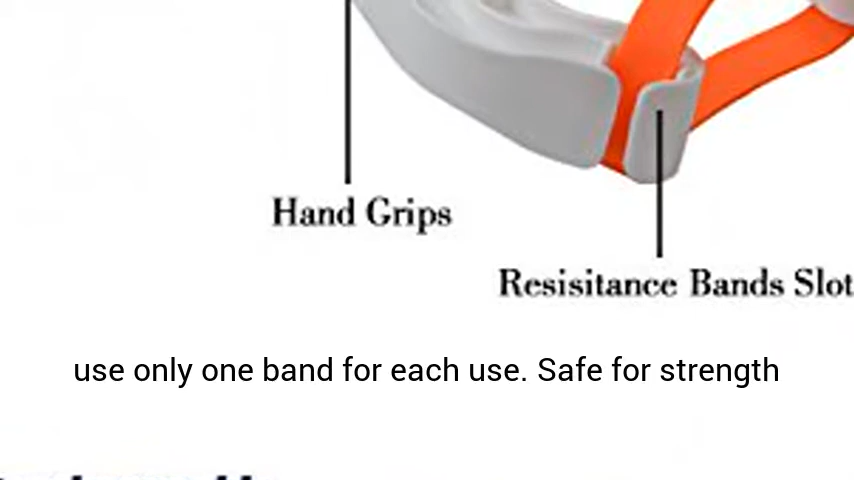 Hand Grips
Resisitance Bands Slot
use only one band for each use. Safe for strength